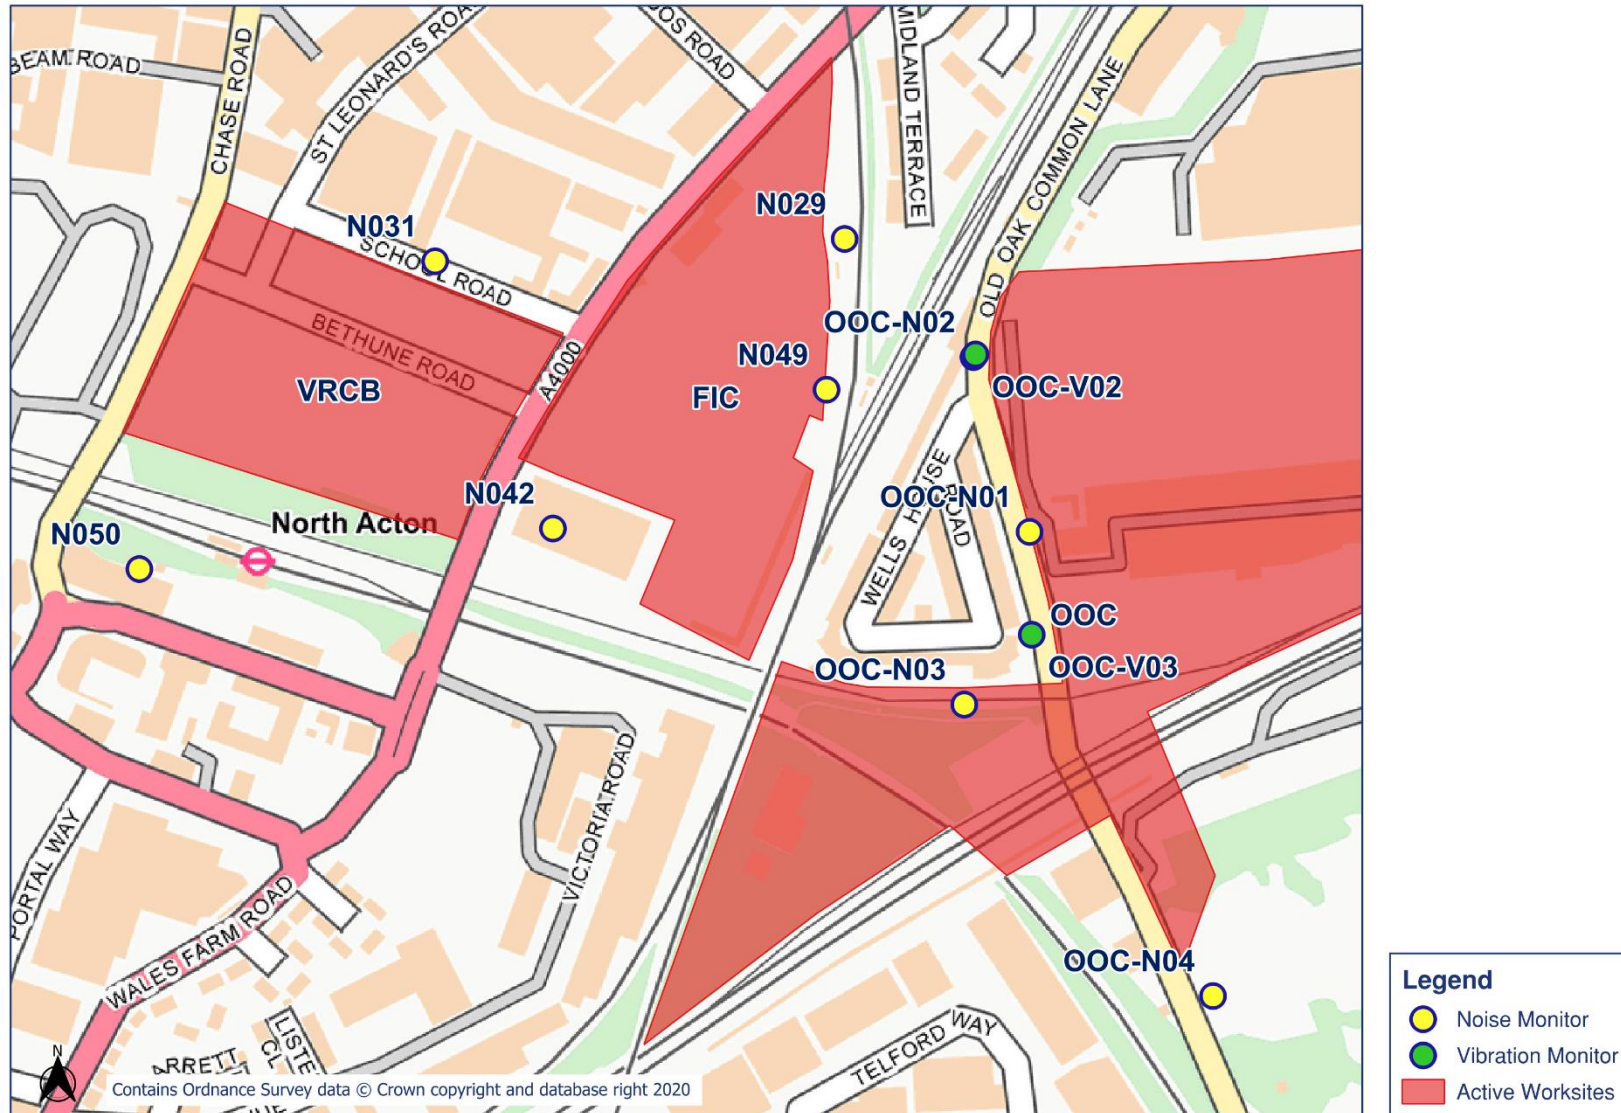 BEAM ROAD
CHASE ROAD
ST LEONARD'S ROAD
MIDLAND TERRACE
OLD OAK COMMON LANE
N029
N031
SCHOOL ROAD
OOC-N02
BETHUNE ROAD
A4000
N049
VRCB
FIC
OOC-V02
WELLS HOUSE ROAD
N042
OOC-N01
North Acton
N050
OOC
OOC-N03
OOC-V03
VICTORIA ROAD
PORTAL WAY
WALES FARM ROAD
OOC-N04
TELFORD WAY
N
ARRETT
LISTE
CL
Contains Ordnance Survey data © Crown copyright and database right 2020
Legend
Noise Monitor
Vibration Monitor
Active Worksites